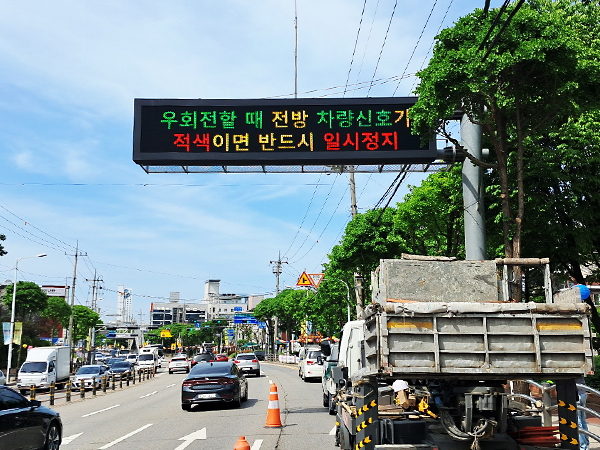 우회전할 때 전방 차량신호가
적색이면 반드시 일시정지